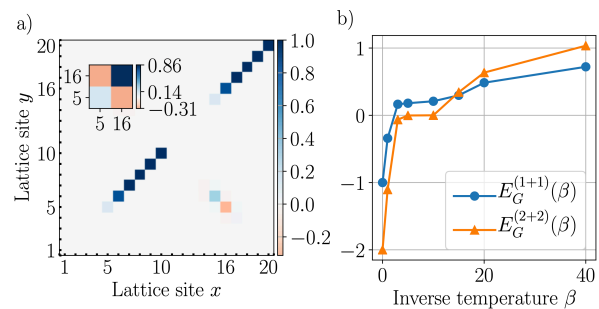 a)
Lattice site y
20
16
10
5
1
1 5 10 16 20
Lattice site x
16
5
5 16
0.86
0.14
−0.31
1.0
0.8
0.6
0.4
0.2
0.0
−0.2
b)
1
0
−1
−2
0 20 40
Inverse temperature β
E_G^{(1+1)}(β)
E_G^{(2+2)}(β)